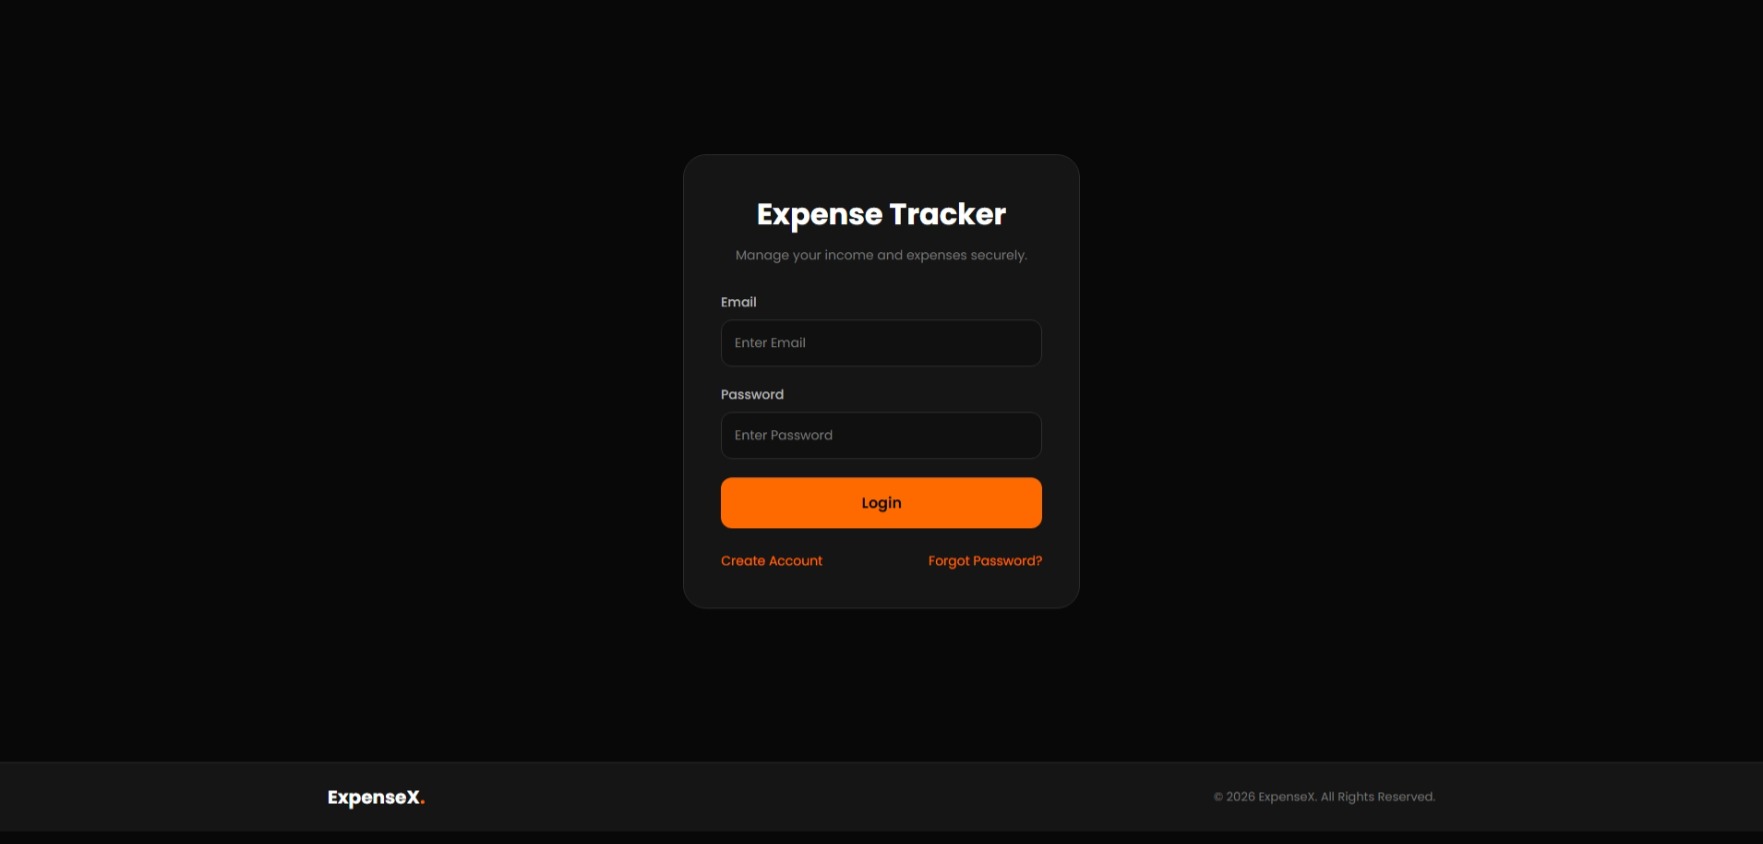 Expense Tracker
Manage your income and expenses securely.
Email
Enter Email
Password
Enter Password
Login
Create Account Forgot Password?
ExpenseX. © 2026 ExpenseX. All Rights Reserved.